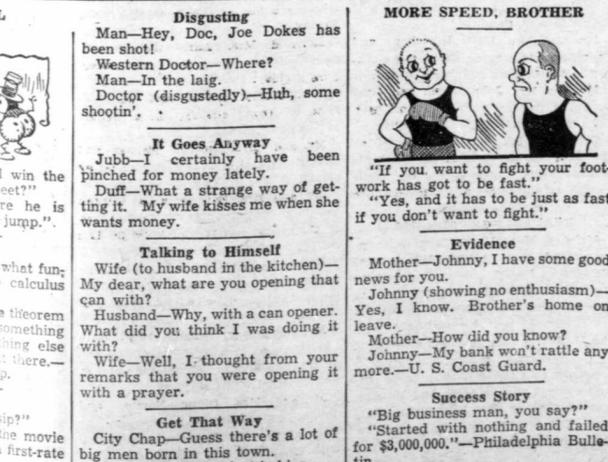 L
l win the
eet?"
re he is
jump.".
what fun-
calculus
theorem
something
hing else
there.—
p.
sip?"
ne movie
first-rate
Disgusting
Man—Hey, Doc, Joe Dokes has
been shot!
Western Doctor—Where?
Man—In the laig.
Doctor (disgustedly)—Huh, some
shootin'.
It Goes Anyway
Jubb—I certainly have been
pinched for money lately.
Duff—What a strange way of get-
ting it. My wife kisses me when she
wants money.
Talking to Himself
Wife (to husband in the kitchen)—
My dear, what are you opening that
can with?
Husband—Why, with a can opener.
What did you think I was doing it
with?
Wife—Well, I thought from your
remarks that you were opening it
with a prayer.
Get That Way
City Chap—Guess there's a lot of
big men born in this town.
MORE SPEED, BROTHER
"If you want to fight your foot-
work has got to be fast."
"Yes, and it has to be just as fast
if you don't want to fight."
Evidence
Mother—Johnny, I have some good
news for you.
Johnny (showing no enthusiasm)—
Yes, I know. Brother's home on
leave.
Mother—How did you know?
Johnny—My bank won't rattle any
more.—U. S. Coast Guard.
Success Story
"Big business man, you say?"
"Started with nothing and failed
for $3,000,000."—Philadelphia Bulle-
tin.